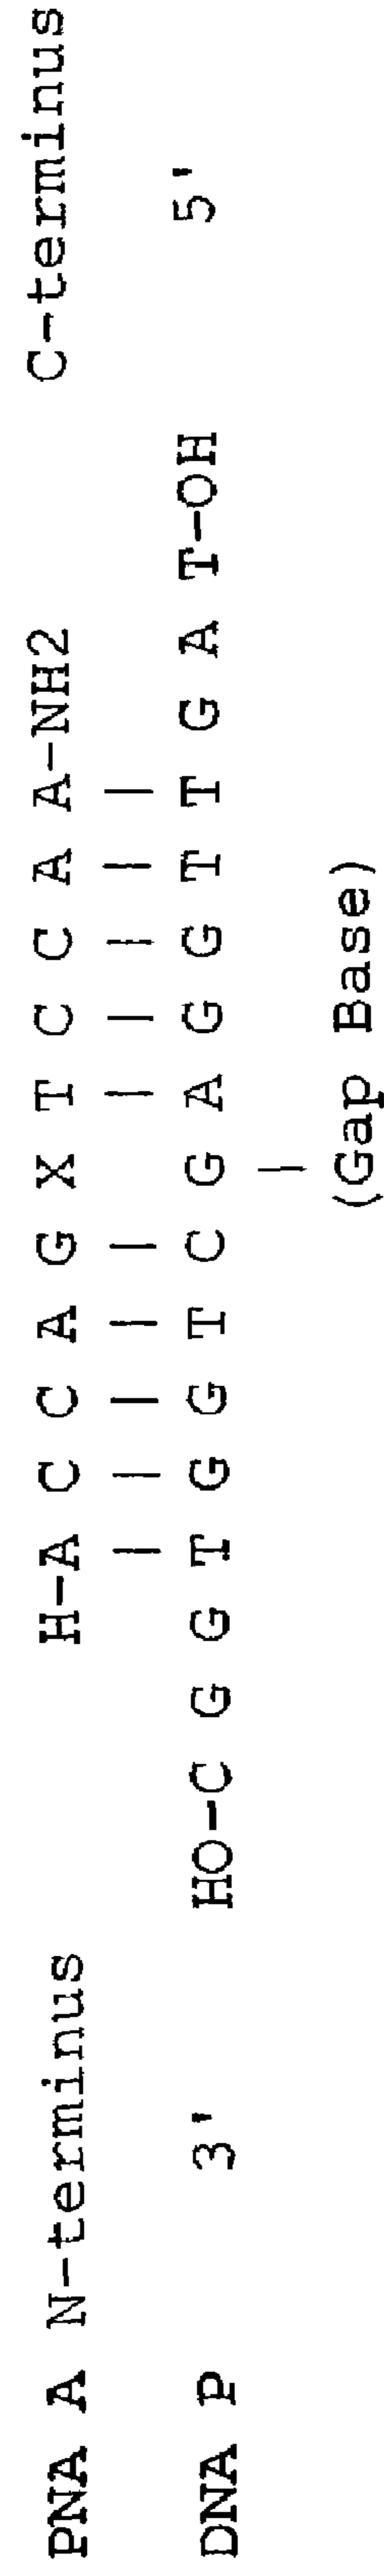 PNA A N-terminus H-A C C A G X T C C A A-NH2 C-terminus
| | | | | | | | | |
DNA P 3' HO-C G G T G G T C G A G G T T G A T-OH 5'
|
(Gap Base)